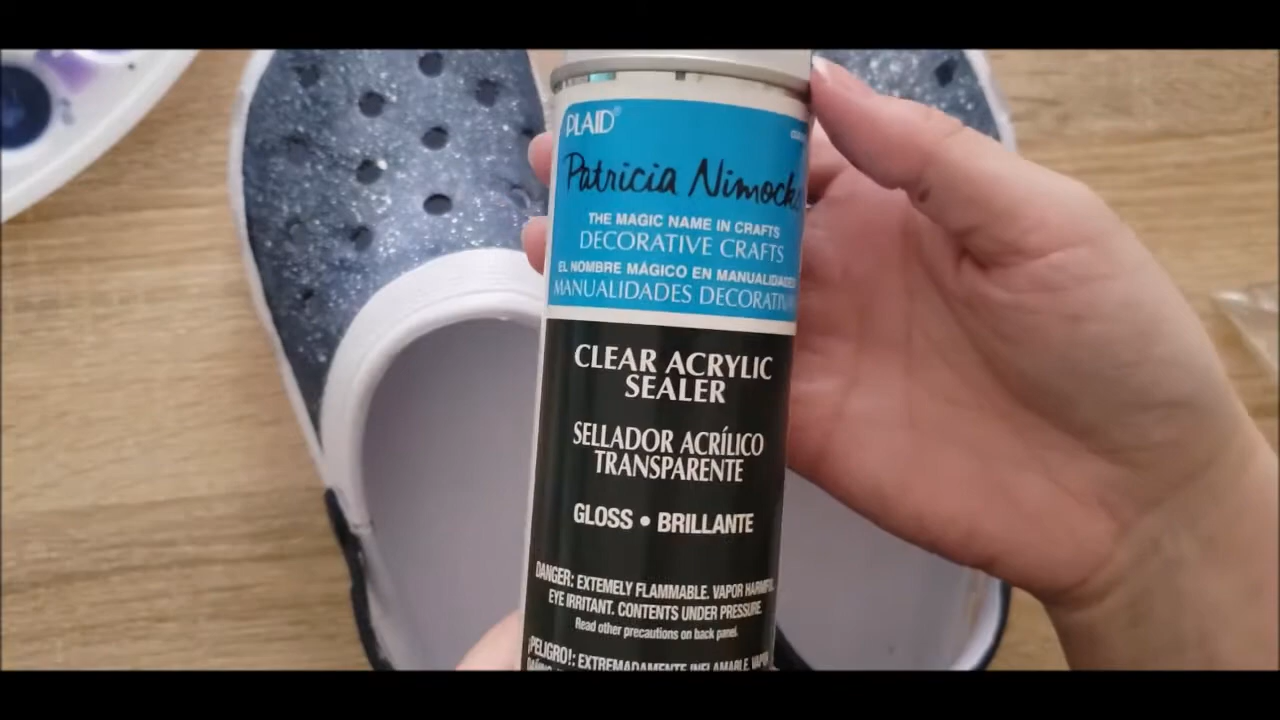 PLAID®
Patricia Nimocks
THE MAGIC NAME IN CRAFTS
DECORATIVE CRAFTS
EL NOMBRE MÁGICO EN MANUALIDADES
MANUALIDADES DECORATIV
CLEAR ACRYLIC
SEALER
SELLADOR ACRÍLICO
TRANSPARENTE
GLOSS • BRILLANTE
DANGER: EXTEMELY FLAMMABLE. VAPOR HARMFUL.
EYE IRRITANT. CONTENTS UNDER PRESSURE.
Read other precautions on back panel.
¡PELIGRO!: EXTREMADAMENTE INFLAMABLE. VAPOR